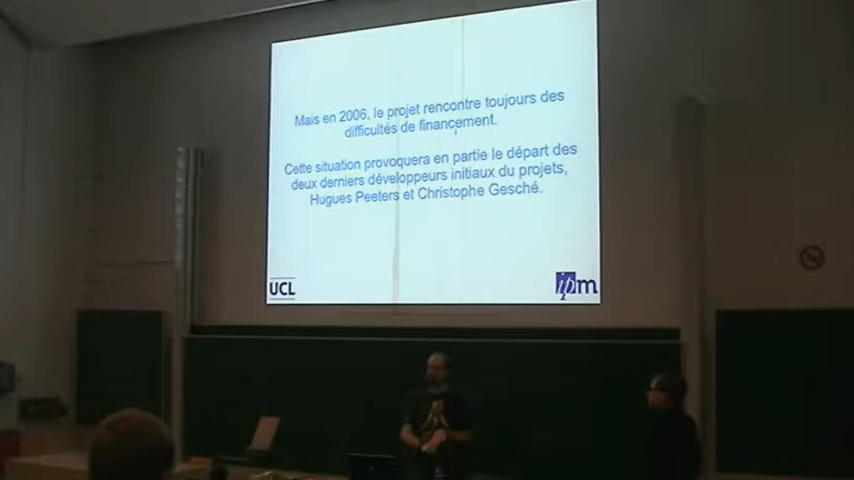 Mais en 2006, le projet rencontre toujours des
difficultés de financement.
Cette situation provoquera en partie le départ des
deux derniers développeurs initiaux du projets,
Hugues Peeters et Christophe Gesché.
UCL
ipm